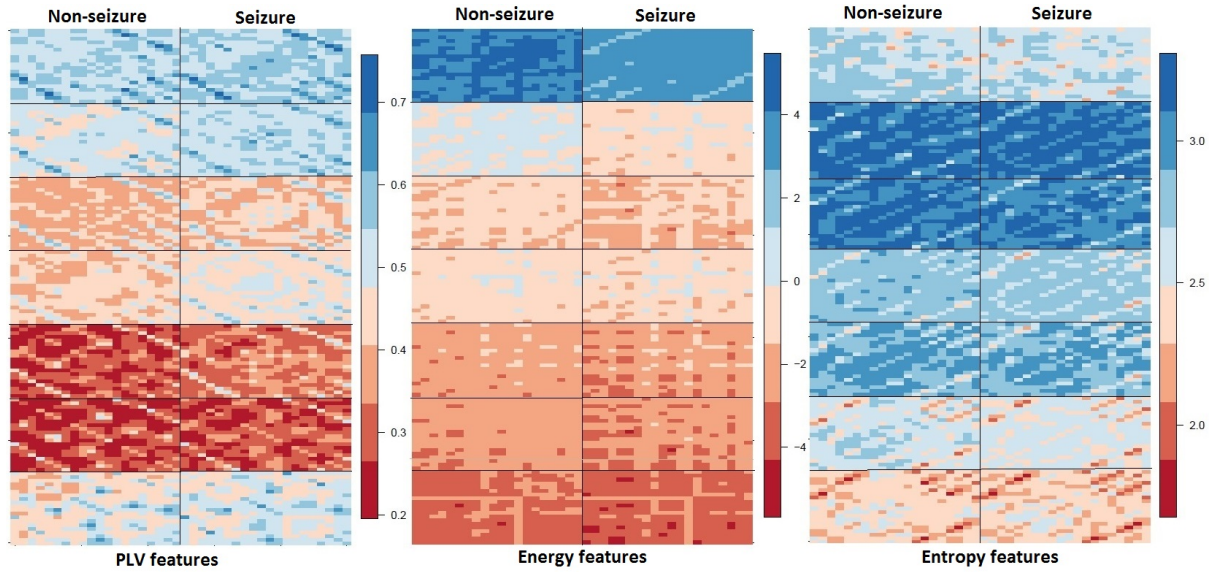 Non-seizure Seizure
Non-seizure Seizure
Non-seizure Seizure
0.7
0.6
0.5
0.4
0.3
0.2
4
2
0
−2
−4
3.0
2.5
2.0
PLV features
Energy features
Entropy features